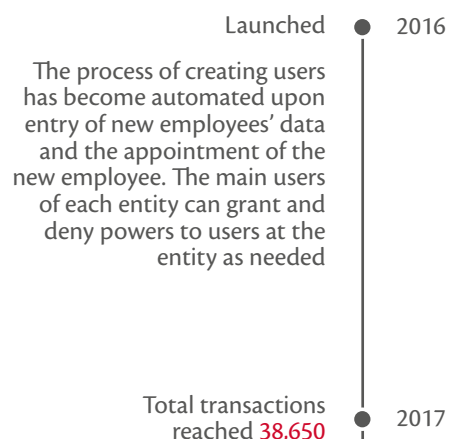 Launched
2016
The process of creating users
has become automated upon
entry of new employees’ data
and the appointment of the
new employee. The main users
of each entity can grant and
deny powers to users at the
entity as needed
Total transactions
reached 38.650
2017